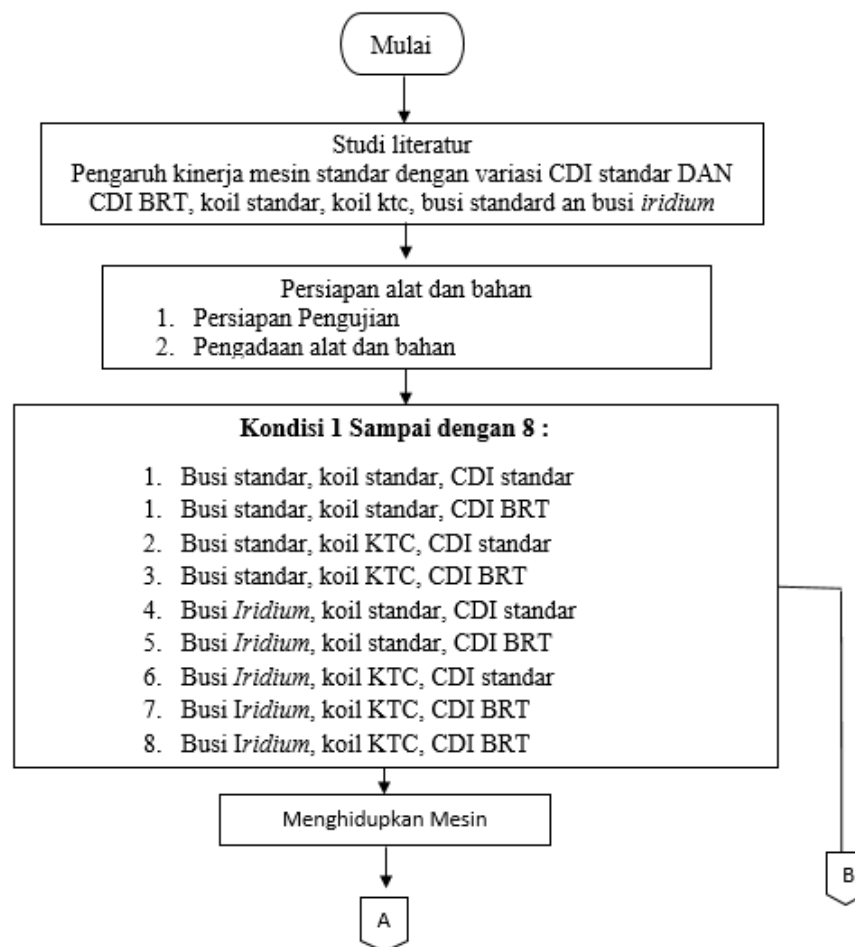 Mulai
Studi literatur
Pengaruh kinerja mesin standar dengan variasi CDI standar DAN
CDI BRT, koil standar, koil ktc, busi standard an busi iridium
Persiapan alat dan bahan
1. Persiapan Pengujian
2. Pengadaan alat dan bahan
Kondisi 1 Sampai dengan 8 :
1. Busi standar, koil standar, CDI standar
1. Busi standar, koil standar, CDI BRT
2. Busi standar, koil KTC, CDI standar
3. Busi standar, koil KTC, CDI BRT
4. Busi Iridium, koil standar, CDI standar
5. Busi Iridium, koil standar, CDI BRT
6. Busi Iridium, koil KTC, CDI standar
7. Busi Iridium, koil KTC, CDI BRT
8. Busi Iridium, koil KTC, CDI BRT
Menghidupkan Mesin
B
A